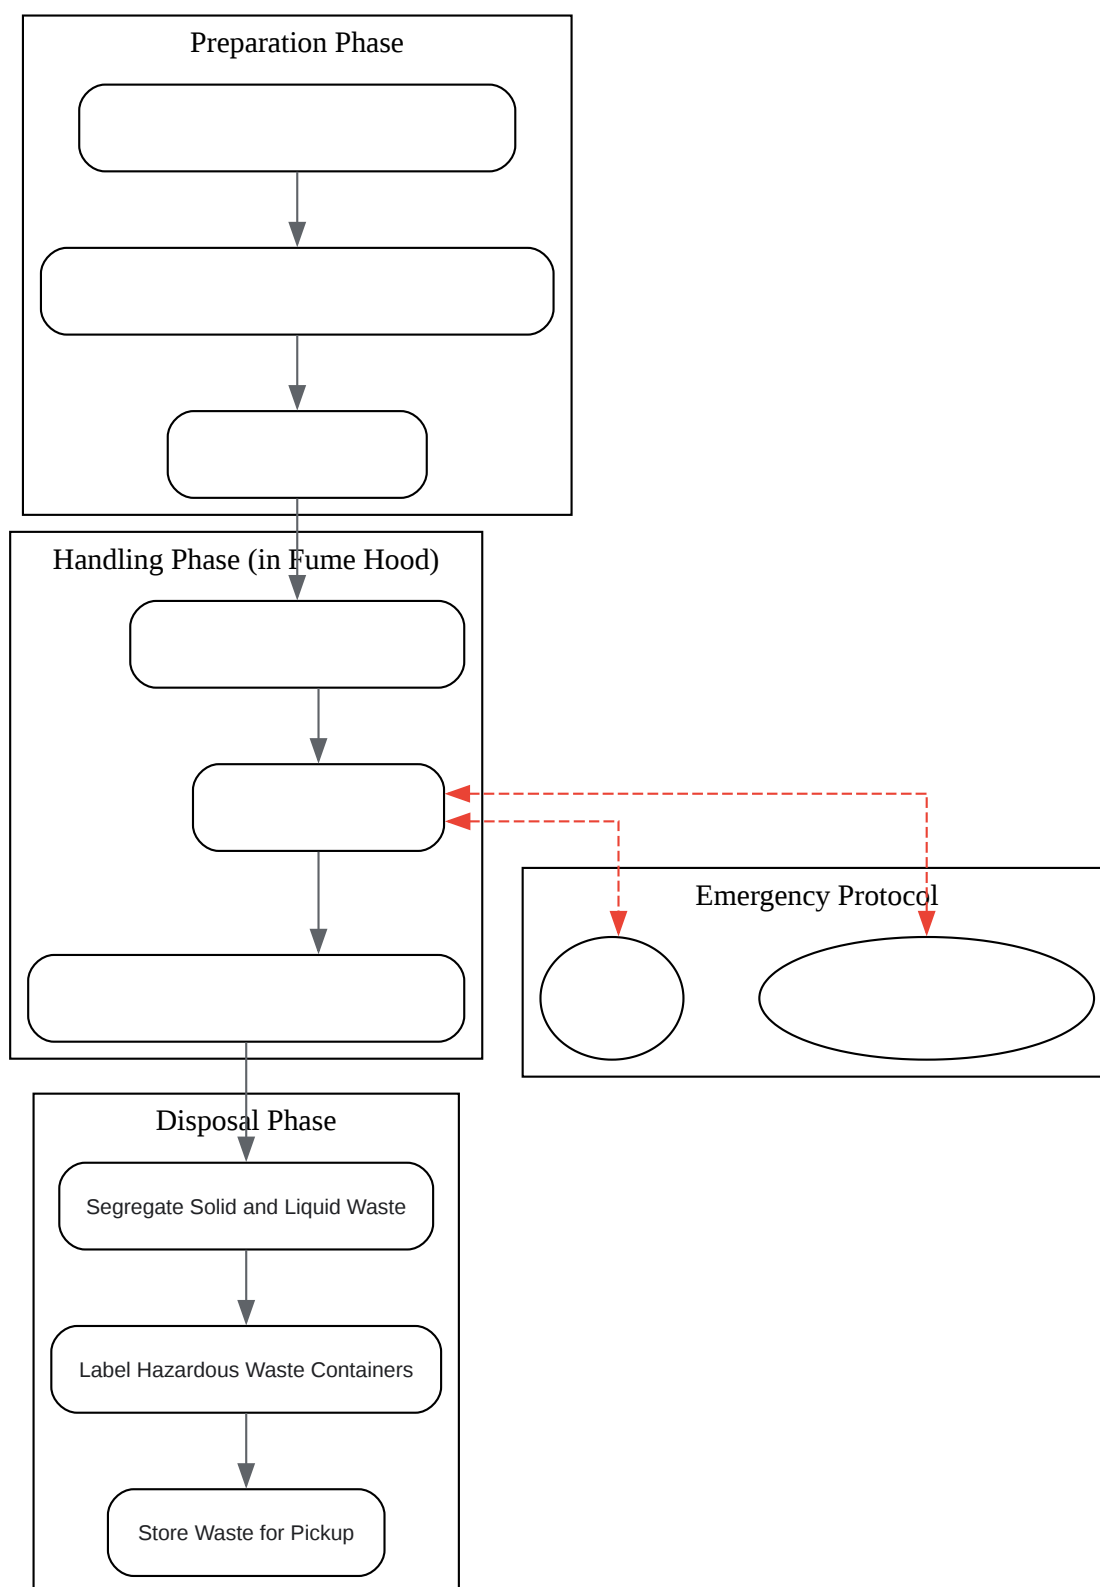 Preparation Phase
Handling Phase (in Fume Hood)
Emergency Protocol
Disposal Phase
Segregate Solid and Liquid Waste
Label Hazardous Waste Containers
Store Waste for Pickup